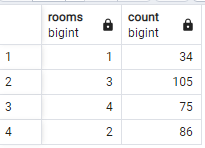 rooms count
bigint bigint
1 1 34
2 3 105
3 4 75
4 2 86